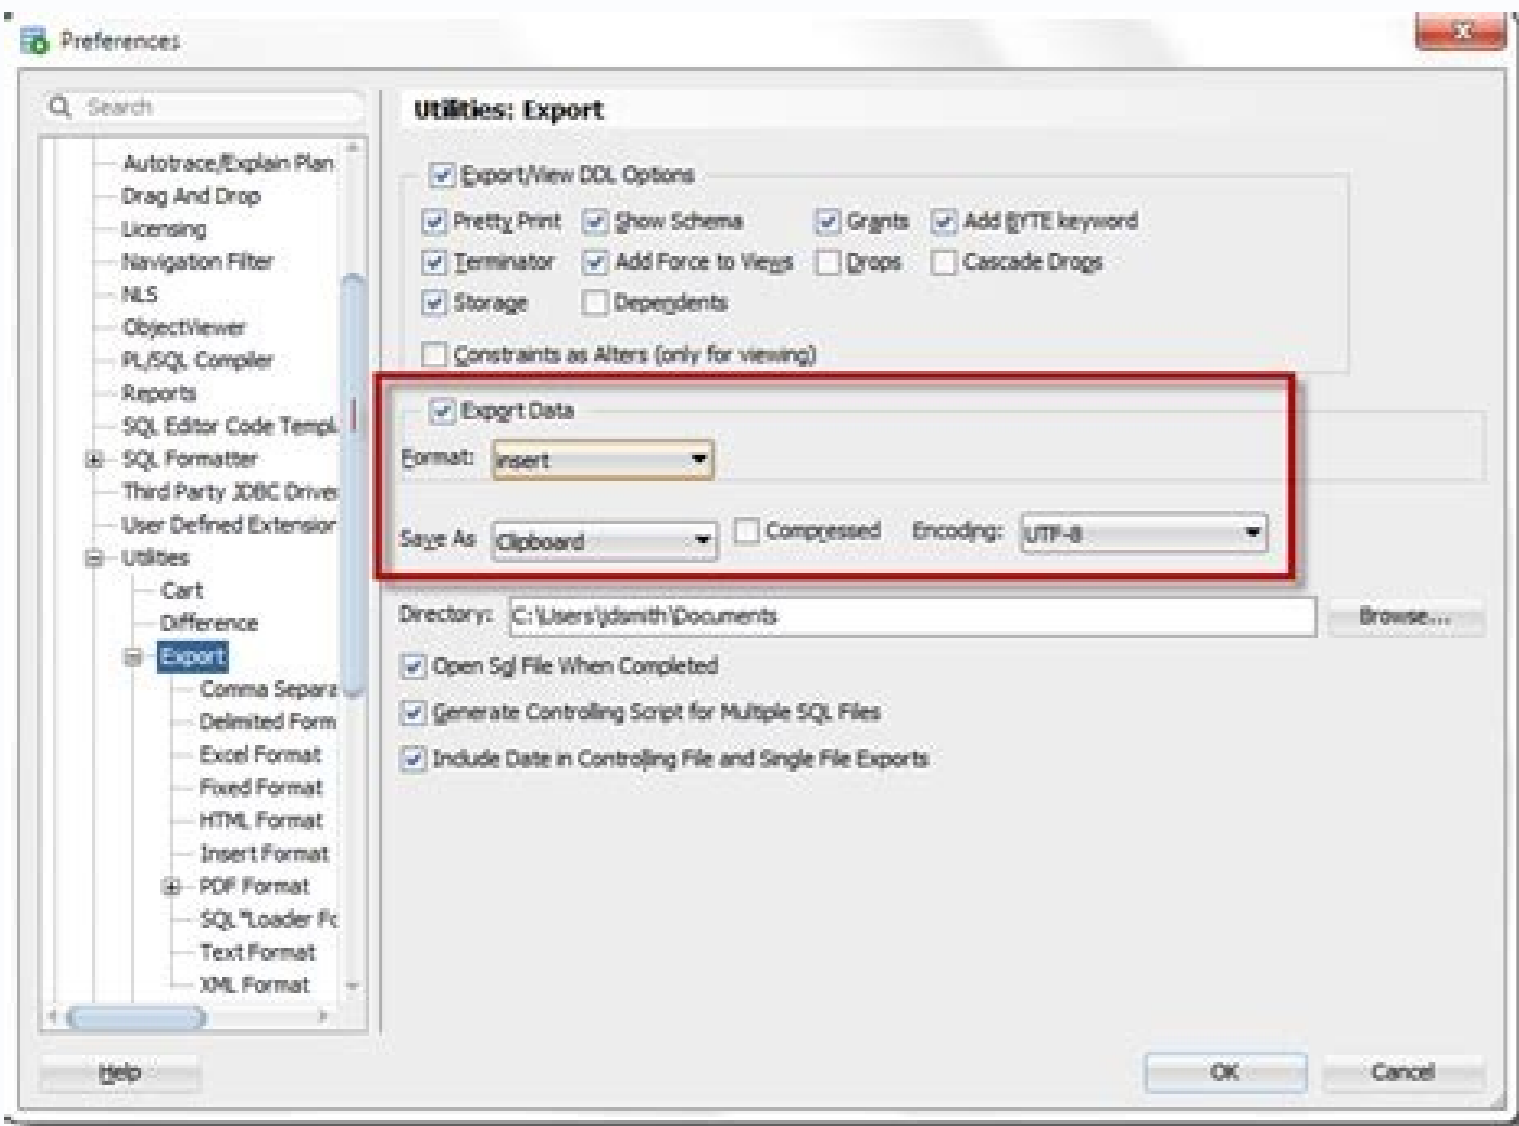 Preferences
Search
Autotrace/Explain Plan
Drag And Drop
Licensing
Navigation Filter
NLS
ObjectViewer
PL/SQL Compiler
Reports
SQL Editor Code Templ
SQL Formatter
Third Party JDBC Driver
User Defined Extension
Utilities
Cart
Difference
Export
Comma Separa
Delimited Form
Excel Format
Fixed Format
HTML Format
Insert Format
PDF Format
SQL*Loader Fo
Text Format
XML Format
Help
Utilities: Export
Export/View DDL Options
Pretty Print Show Schema Grants Add BYTE keyword
Terminator Add Force to Views Drops Cascade Drops
Storage Dependents
Constraints as Alters (only for viewing)
Export Data
Format: insert
Save As Clipboard Compressed Encoding: UTF-8
Directory: C:\Users\jdsmith\Documents Browse...
Open Sql File When Completed
Generate Controlling Script for Multiple SQL Files
Include Date in Controlling File and Single File Exports
OK Cancel